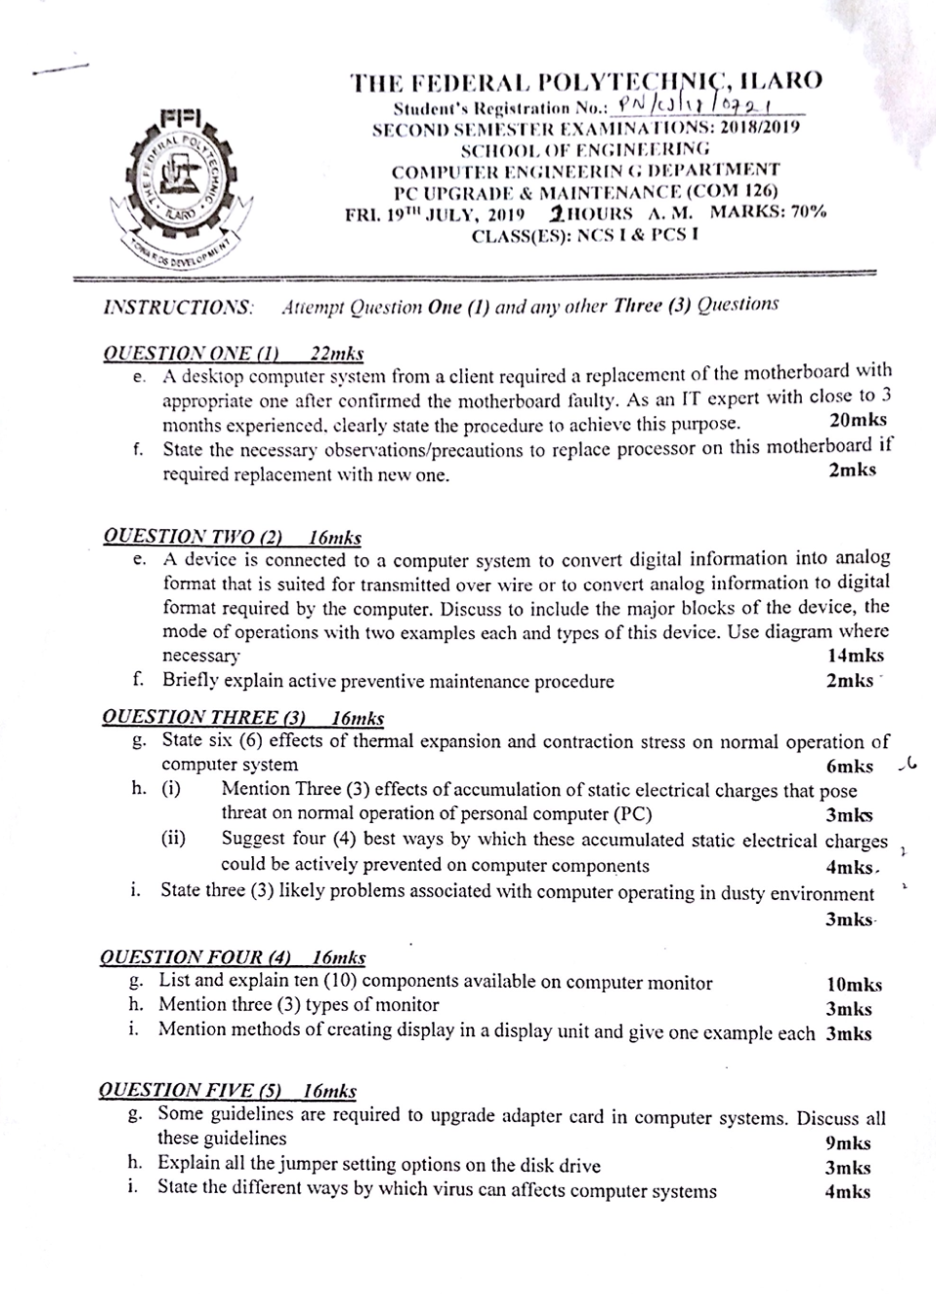 THE FEDERAL POLYTECHNIC, ILARO
Student's Registration No.: PN/CS/18/0721
SECOND SEMESTER EXAMINATIONS: 2018/2019
SCHOOL OF ENGINEERING
COMPUTER ENGINEERIN G DEPARTMENT
PC UPGRADE & MAINTENANCE (COM 126)
FRI. 19TH JULY, 2019 2 HOURS A. M. MARKS: 70%
CLASS(ES): NCS I & PCS I
FPI
THE FEDERAL POLYTECHNIC
ILARO
TOWARDS DEVELOPMENT
INSTRUCTIONS: Attempt Question One (1) and any other Three (3) Questions
QUESTION ONE (1) 22mks
e. A desktop computer system from a client required a replacement of the motherboard with
appropriate one after confirmed the motherboard faulty. As an IT expert with close to 3
months experienced, clearly state the procedure to achieve this purpose. 20mks
f. State the necessary observations/precautions to replace processor on this motherboard if
required replacement with new one. 2mks
QUESTION TWO (2) 16mks
e. A device is connected to a computer system to convert digital information into analog
format that is suited for transmitted over wire or to convert analog information to digital
format required by the computer. Discuss to include the major blocks of the device, the
mode of operations with two examples each and types of this device. Use diagram where
necessary 14mks
f. Briefly explain active preventive maintenance procedure 2mks
QUESTION THREE (3) 16mks
g. State six (6) effects of thermal expansion and contraction stress on normal operation of
computer system 6mks
h. (i) Mention Three (3) effects of accumulation of static electrical charges that pose
threat on normal operation of personal computer (PC) 3mks
(ii) Suggest four (4) best ways by which these accumulated static electrical charges
could be actively prevented on computer components 4mks.
i. State three (3) likely problems associated with computer operating in dusty environment
3mks
QUESTION FOUR (4) 16mks
g. List and explain ten (10) components available on computer monitor 10mks
h. Mention three (3) types of monitor 3mks
i. Mention methods of creating display in a display unit and give one example each 3mks
QUESTION FIVE (5) 16mks
g. Some guidelines are required to upgrade adapter card in computer systems. Discuss all
these guidelines 9mks
h. Explain all the jumper setting options on the disk drive 3mks
i. State the different ways by which virus can affects computer systems 4mks